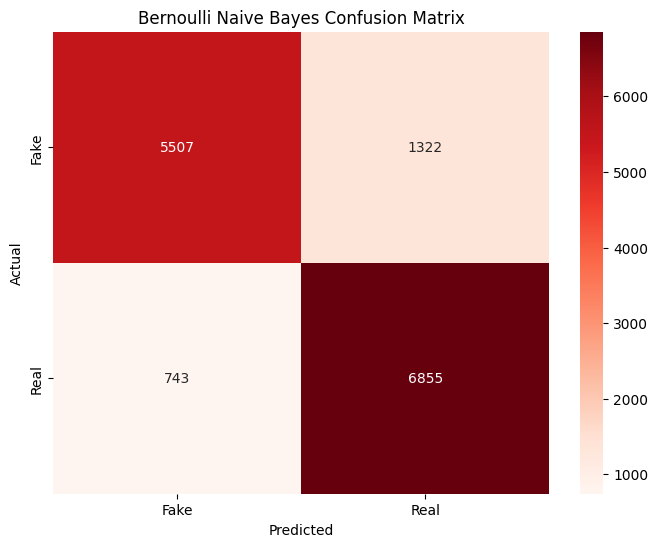 Bernoulli Naive Bayes Confusion Matrix
Actual
Fake
5507
1322
Real
743
6855
Fake
Real
Predicted
6000
5000
4000
3000
2000
1000